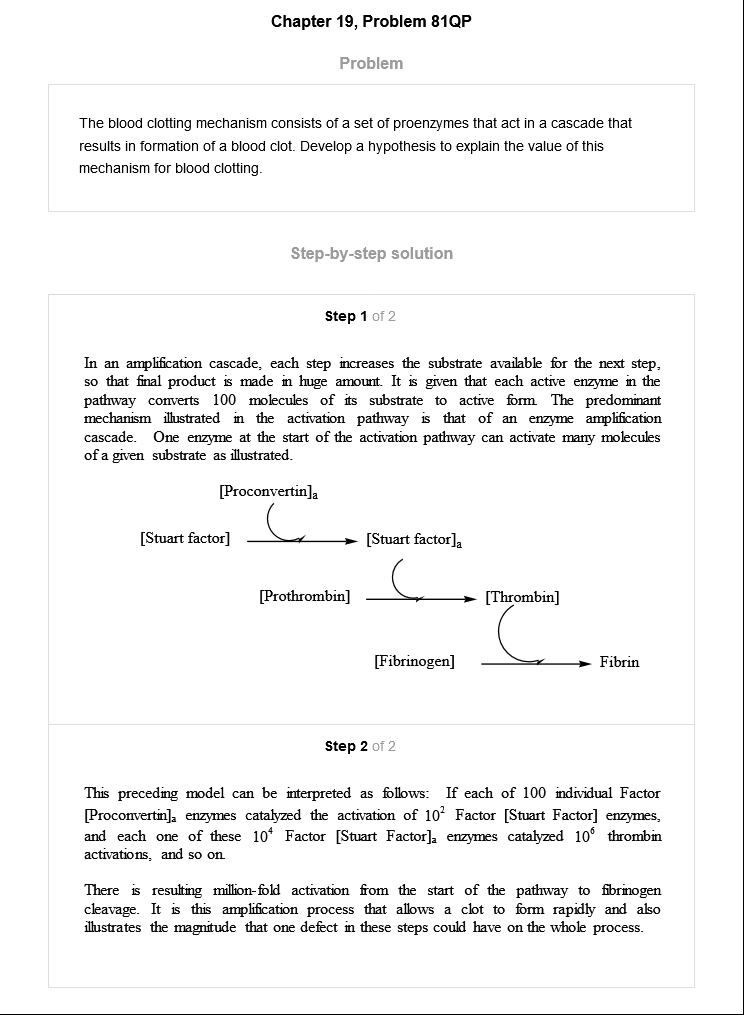 Chapter 19, Problem 81QP
Problem
The blood clotting mechanism consists of a set of proenzymes that act in a cascade that
results in formation of a blood clot. Develop a hypothesis to explain the value of this
mechanism for blood clotting.
Step-by-step solution
Step 1 of 2
In an amplification cascade, each step increases the substrate available for the next step,
so that final product is made in huge amount. It is given that each active enzyme in the
pathway converts 100 molecules of its substrate to active form. The predominant
mechanism illustrated in the activation pathway is that of an enzyme amplification
cascade. One enzyme at the start of the activation pathway can activate many molecules
of a given substrate as illustrated.
[Proconvertin]ₐ
[Stuart factor]
[Stuart factor]ₐ
[Prothrombin]
[Thrombin]
[Fibrinogen]
Fibrin
Step 2 of 2
This preceding model can be interpreted as follows: If each of 100 individual Factor
[Proconvertin]ₐ enzymes catalyzed the activation of 10² Factor [Stuart Factor] enzymes,
and each one of these 10⁴ Factor [Stuart Factor]ₐ enzymes catalyzed 10⁶ thrombin
activations, and so on.
There is resulting million-fold activation from the start of the pathway to fibrinogen
cleavage. It is this amplification process that allows a clot to form rapidly and also
illustrates the magnitude that one defect in these steps could have on the whole process.